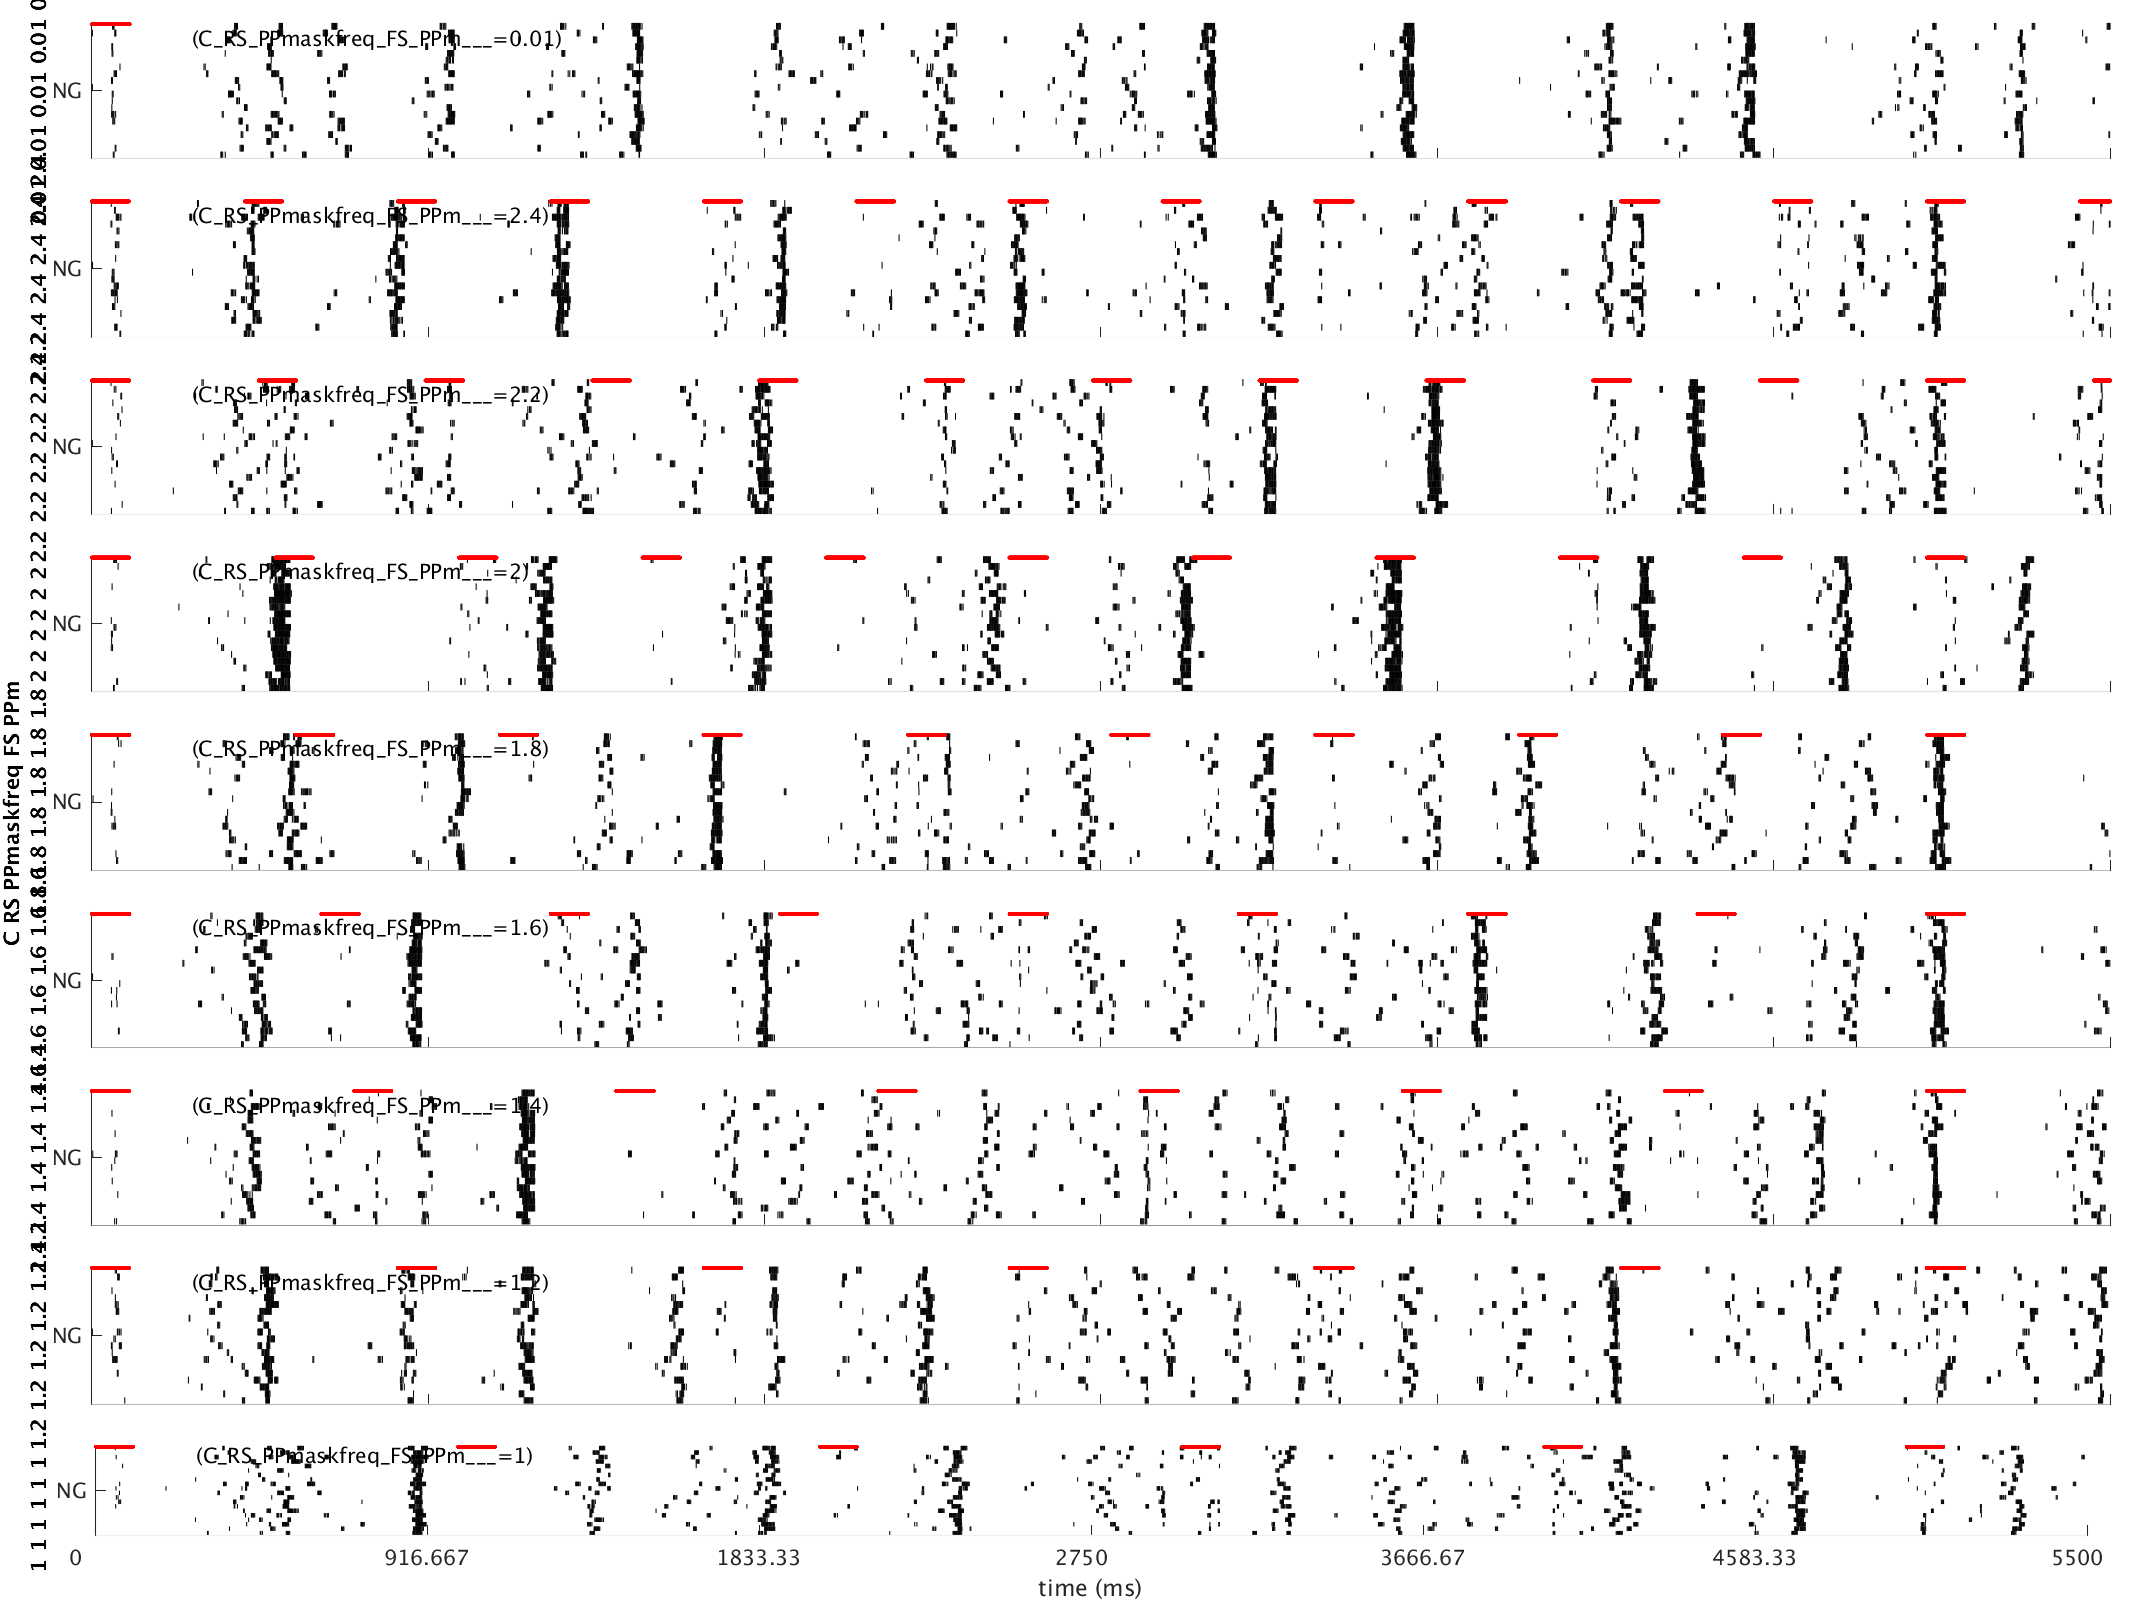 (C_RS_PPmaskfreq_FS_PPm___=0.01)
NG
(C_RS_PPmaskfreq_FS_PPm___=2.4)
NG
(C_RS_PPmaskfreq_FS_PPm___=2.2)
NG
(C_RS_PPmaskfreq_FS_PPm___=2)
NG
(C_RS_PPmaskfreq_FS_PPm___=1.8)
NG
(C_RS_PPmaskfreq_FS_PPm___=1.6)
NG
(C_RS_PPmaskfreq_FS_PPm___=1.4)
NG
(C_RS_PPmaskfreq_FS_PPm___=1.2)
NG
(C_RS_PPmaskfreq_FS_PPm___=1)
NG
C RS PPmaskfreq FS PPm
0 916.667 1833.33 2750 3666.67 4583.33 5500
time (ms)